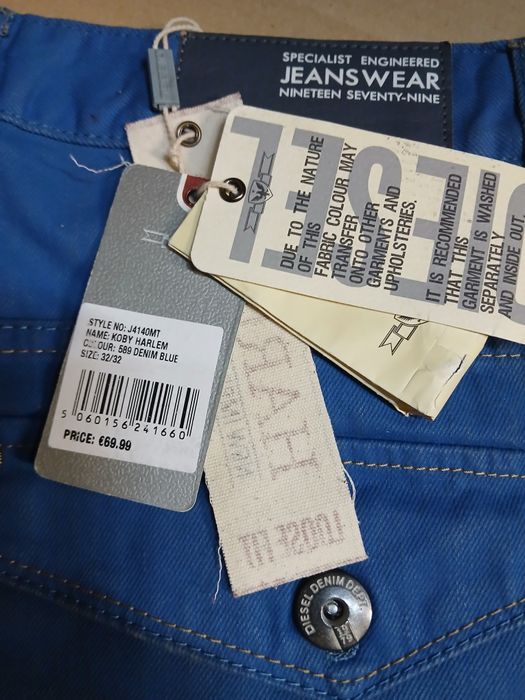 SPECIALIST ENGINEERED
JEANSWEAR
NINETEEN SEVENTY-NINE
DUE TO THE NATURE
OF THIS
FABRIC COLOUR MAY
TRANSFER
ONTO OTHER
GARMENTS AND
UPHOLSTERIES.
IT IS RECOMMENDED
THAT THIS
GARMENT IS WASHED
SEPARATELY
AND INSIDE OUT
STYLE NO: J4140MT
NAME: KOBY HARLEM
COLOUR: 589 DENIM BLUE
SIZE: 32/32
5 060156 241660
PRICE: €69.99
DIESEL DENIM DEPT.